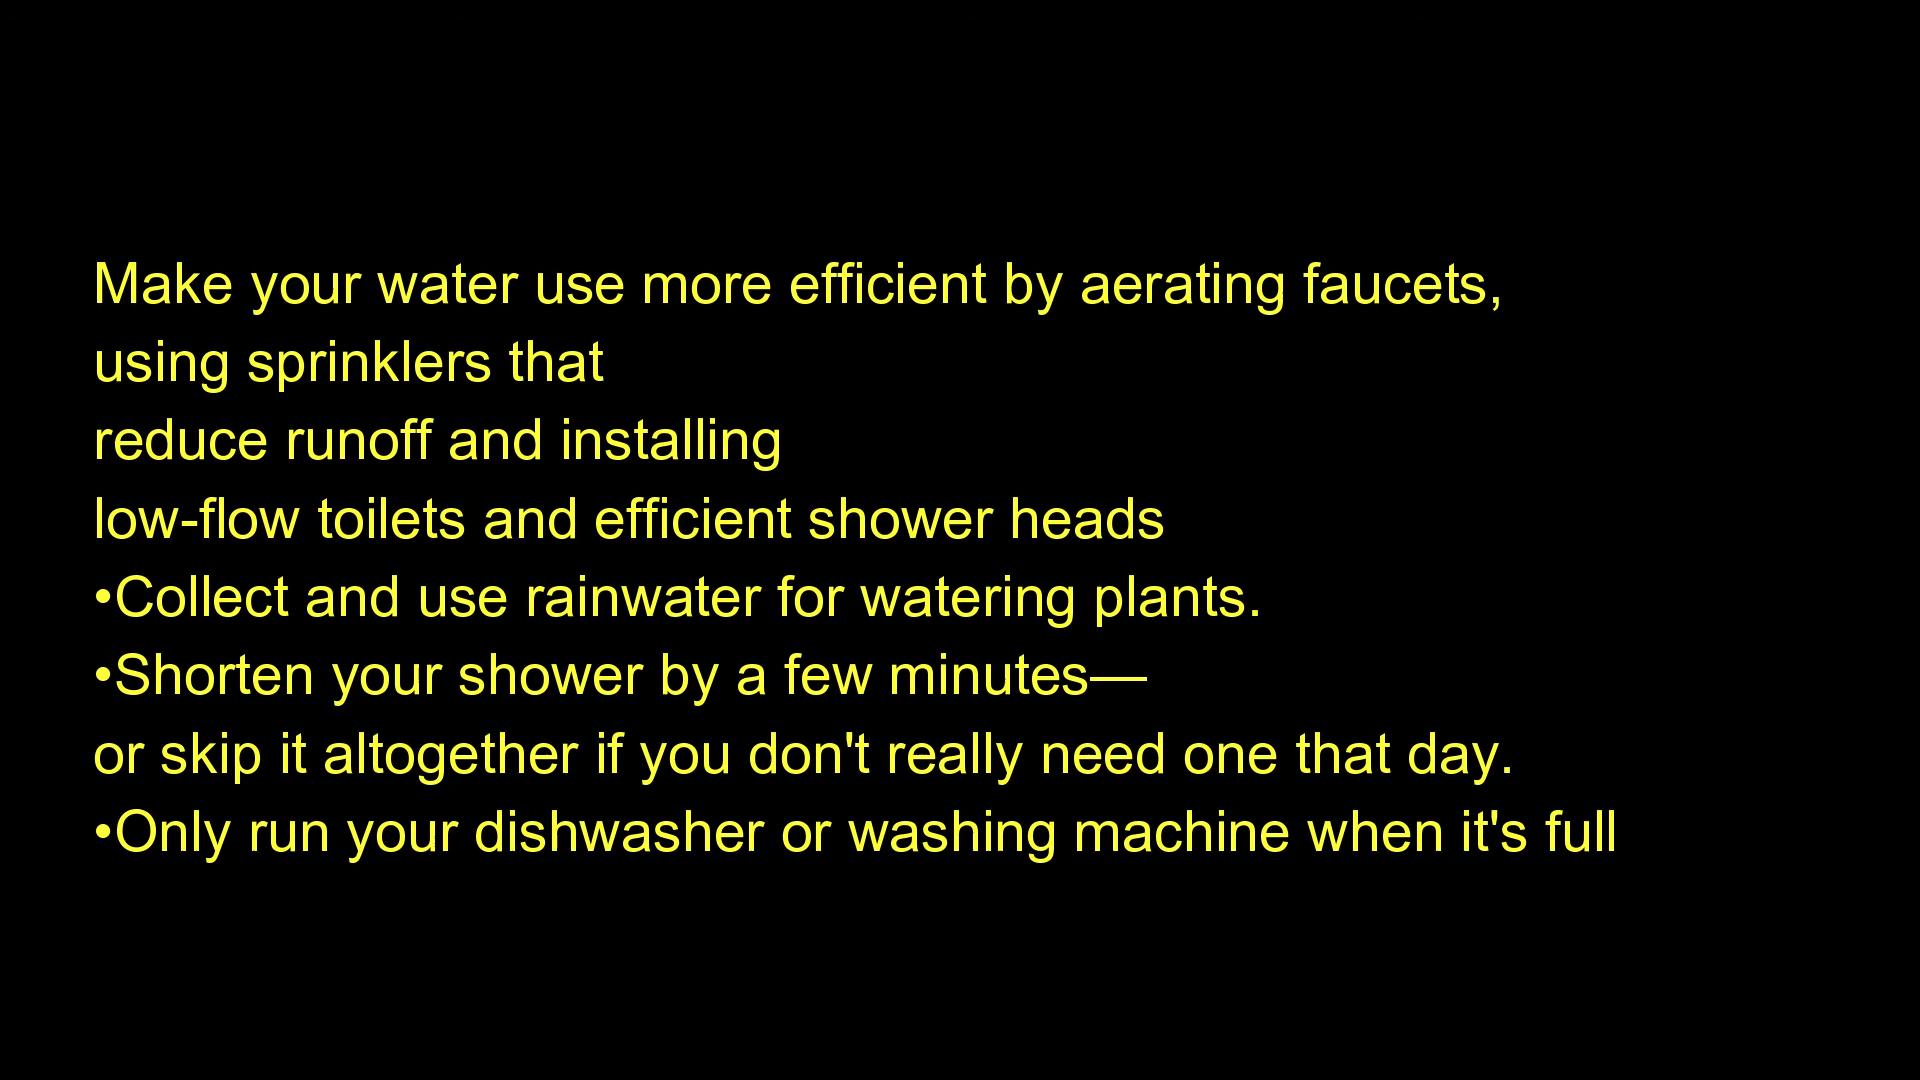 Make your water use more efficient by aerating faucets,
using sprinklers that
reduce runoff and installing
low-flow toilets and efficient shower heads
•Collect and use rainwater for watering plants.
•Shorten your shower by a few minutes—
or skip it altogether if you don't really need one that day.
•Only run your dishwasher or washing machine when it's full